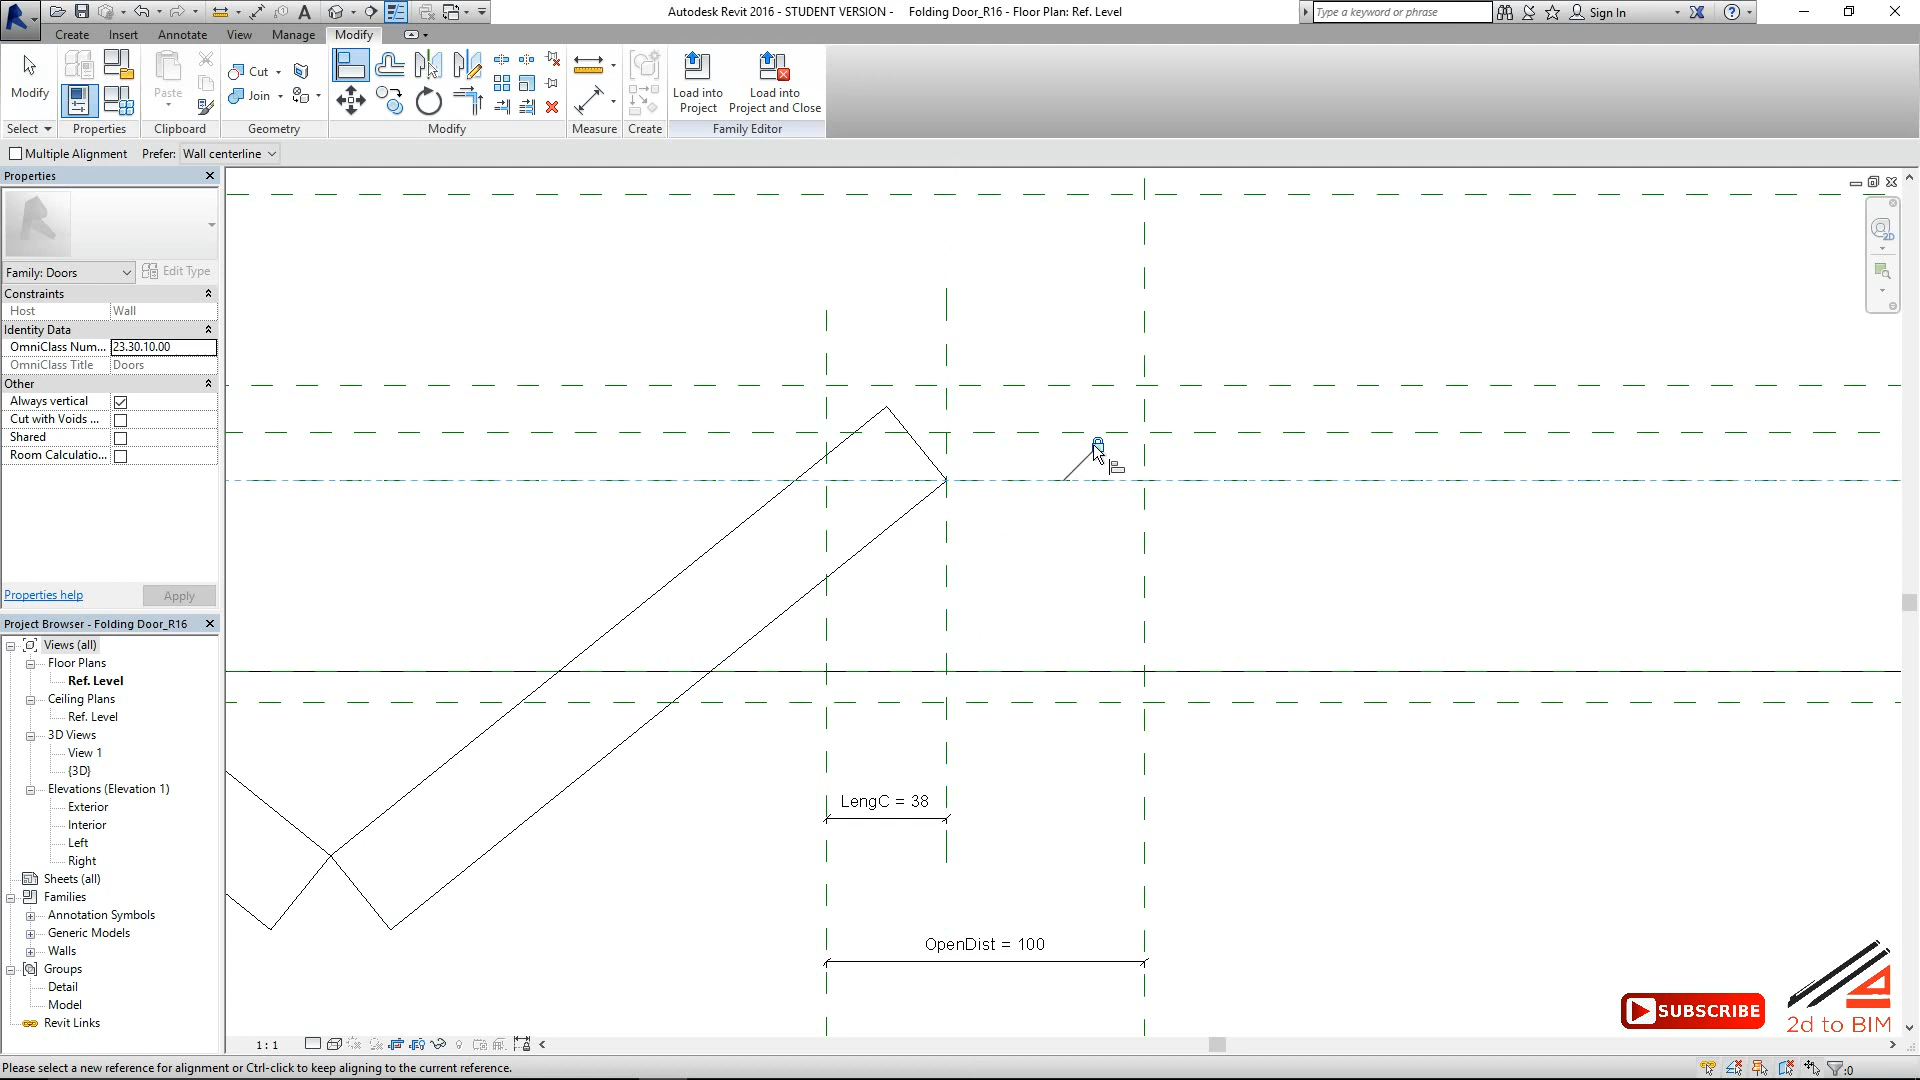 Autodesk Revit 2016 - STUDENT VERSION - Folding Door_R16 - Floor Plan: Ref. Level
Type a keyword or phrase
Sign In
Create Insert Annotate View Manage Modify
Modify
Paste
Cut
Join
Load into Project
Load into Project and Close
Select Properties Clipboard Geometry Modify Measure Create Family Editor
Multiple Alignment Prefer: Wall centerline
Properties
Family: Doors Edit Type
Constraints
Host Wall
Identity Data
OmniClass Num... 23.30.10.00
OmniClass Title Doors
Other
Always vertical
Cut with Voids ...
Shared
Room Calculatio...
Properties help Apply
Project Browser - Folding Door_R16
Views (all)
Floor Plans
Ref. Level
Ceiling Plans
Ref. Level
3D Views
View 1
{3D}
Elevations (Elevation 1)
Exterior
Interior
Left
Right
Sheets (all)
Families
Annotation Symbols
Generic Models
Walls
Groups
Detail
Model
Revit Links
2D
LengC = 38
OpenDist = 100
SUBSCRIBE
2d to BIM
1 : 1
Please select a new reference for alignment or Ctrl-click to keep aligning to the current reference.
:0